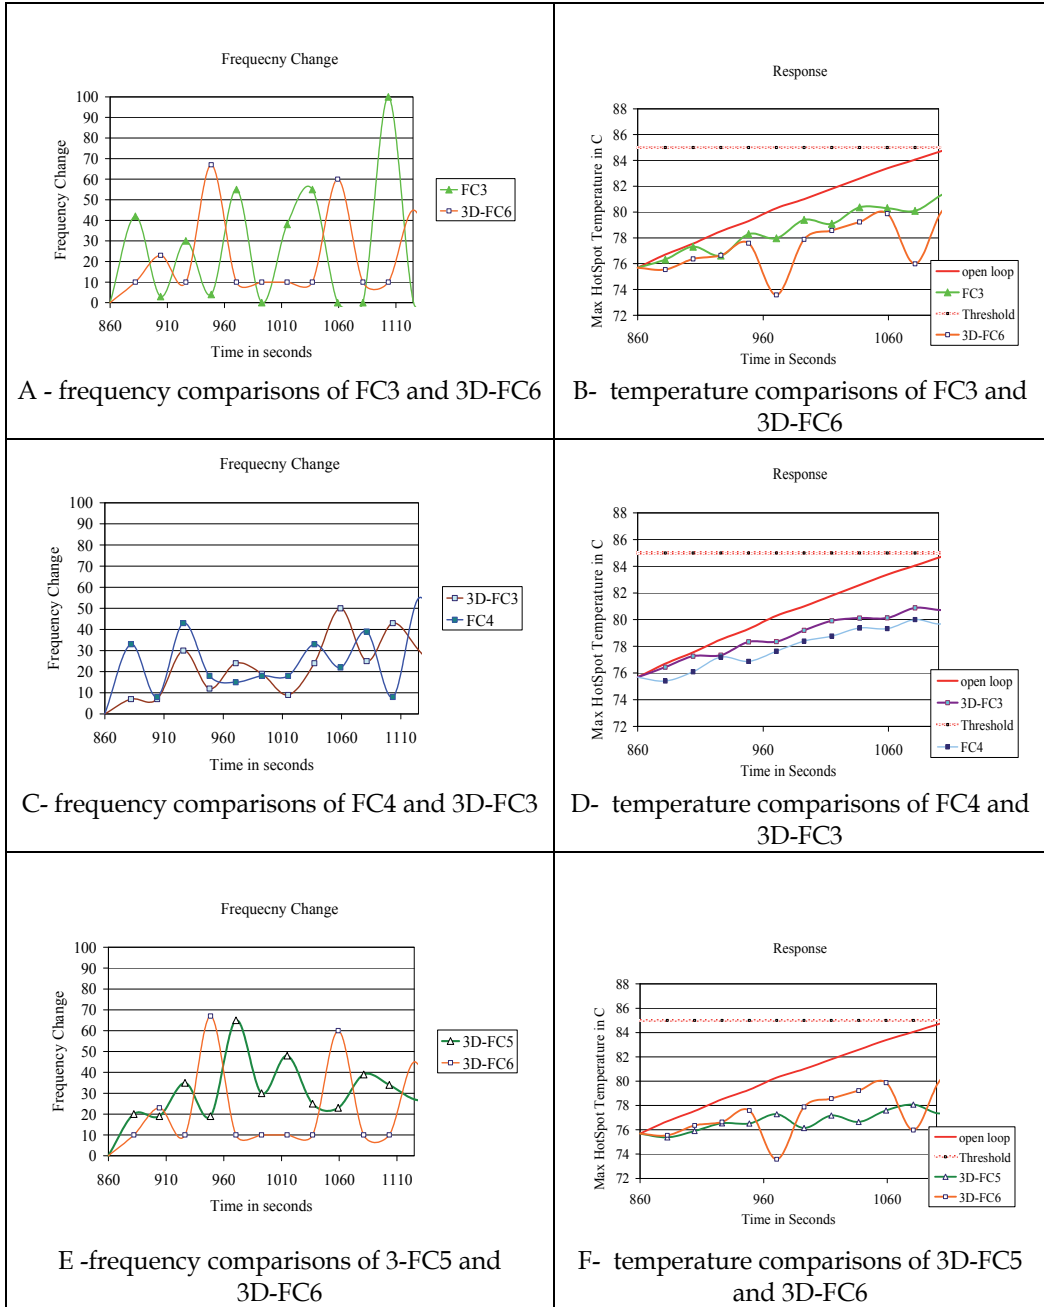 Frequecny Change
Frequency Change
100
90
80
70
60
50
40
30
20
10
0
860 910 960 1010 1060 1110
Time in seconds
FC3
3D-FC6
A - frequency comparisons of FC3 and 3D-FC6
Response
Max HotSpot Temperature in C
88
86
84
82
80
78
76
74
72
860 960 1060
Time in Seconds
open loop
FC3
Threshold
3D-FC6
B- temperature comparisons of FC3 and
3D-FC6
Frequecny Change
Frequency Change
100
90
80
70
60
50
40
30
20
10
0
860 910 960 1010 1060 1110
Time in seconds
3D-FC3
FC4
C- frequency comparisons of FC4 and 3D-FC3
Response
Max HotSpot Temperature in C
88
86
84
82
80
78
76
74
72
860 960 1060
Time in Seconds
open loop
3D-FC3
Threshold
FC4
D- temperature comparisons of FC4 and
3D-FC3
Frequecny Change
Frequency Change
100
90
80
70
60
50
40
30
20
10
0
860 910 960 1010 1060 1110
Time in seconds
3D-FC5
3D-FC6
E -frequency comparisons of 3-FC5 and
3D-FC6
Response
Max HotSpot Temperature in C
88
86
84
82
80
78
76
74
72
860 960 1060
Time in Seconds
open loop
Threshold
3D-FC5
3D-FC6
F- temperature comparisons of 3D-FC5
and 3D-FC6